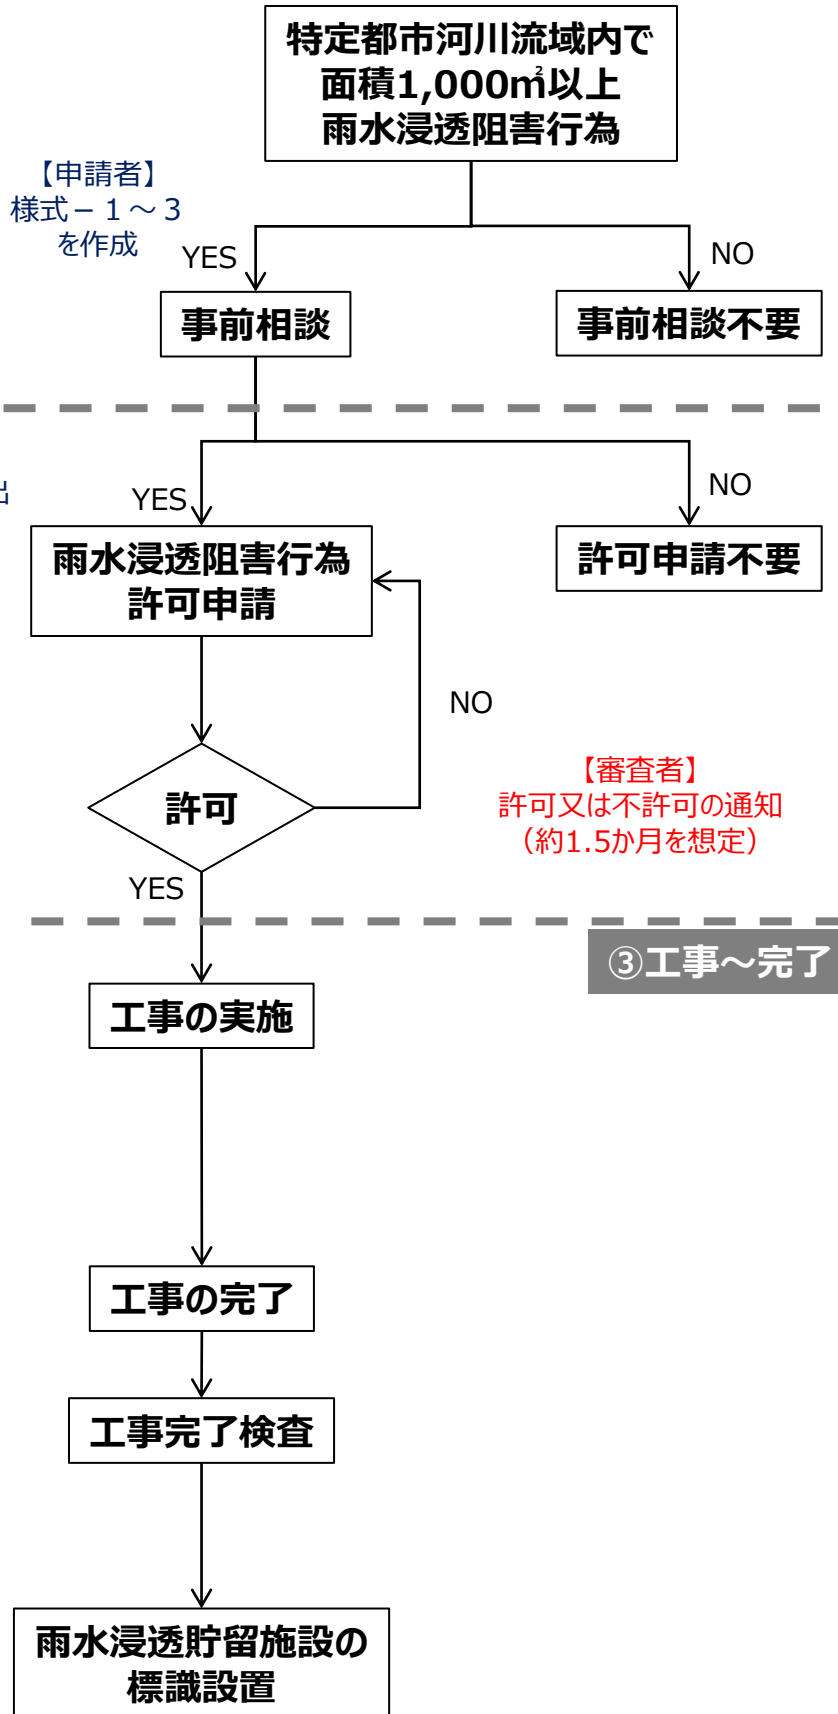 特定都市河川流域内で
面積1,000㎡以上
雨水浸透阻害行為
【申請者】
様式－１～３
を作成
YES
NO
事前相談
事前相談不要
出
YES
NO
雨水浸透阻害行為
許可申請
許可申請不要
NO
許可
【審査者】
許可又は不許可の通知
（約1.5か月を想定）
YES
③工事～完了
工事の実施
工事の完了
工事完了検査
雨水浸透貯留施設の
標識設置